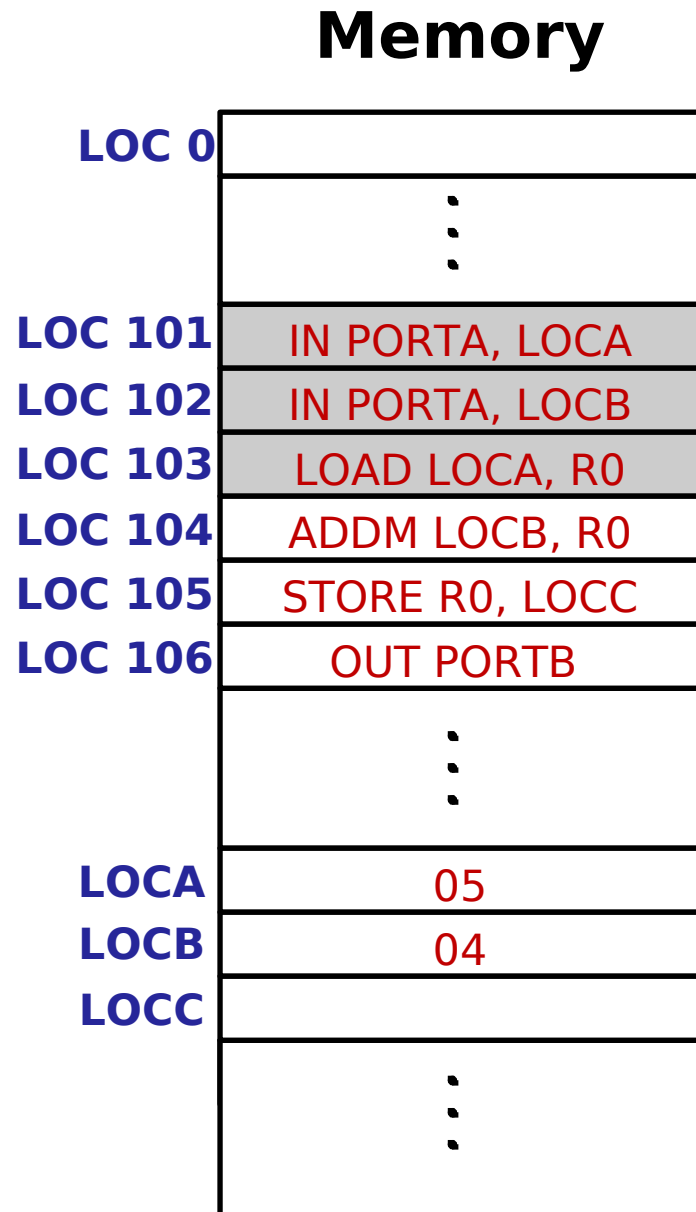 Memory
LOC 0
LOC 101 IN PORTA, LOCA
LOC 102 IN PORTA, LOCB
LOC 103 LOAD LOCA, R0
LOC 104 ADDM LOCB, R0
LOC 105 STORE R0, LOCC
LOC 106 OUT PORTB
LOCA 05
LOCB 04
LOCC